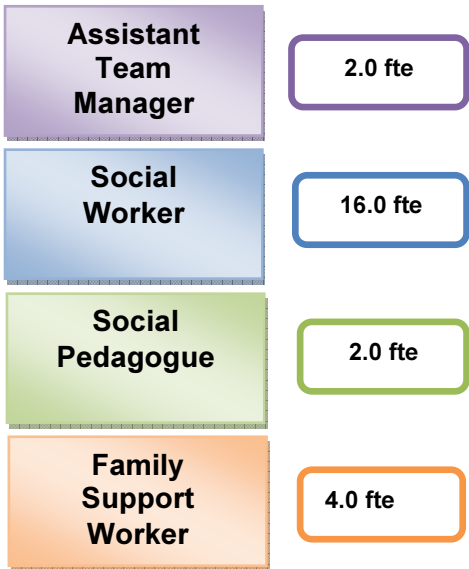 Assistant
Team
Manager
2.0 fte
Social
Worker
16.0 fte
Social
Pedagogue
2.0 fte
Family
Support
Worker
4.0 fte